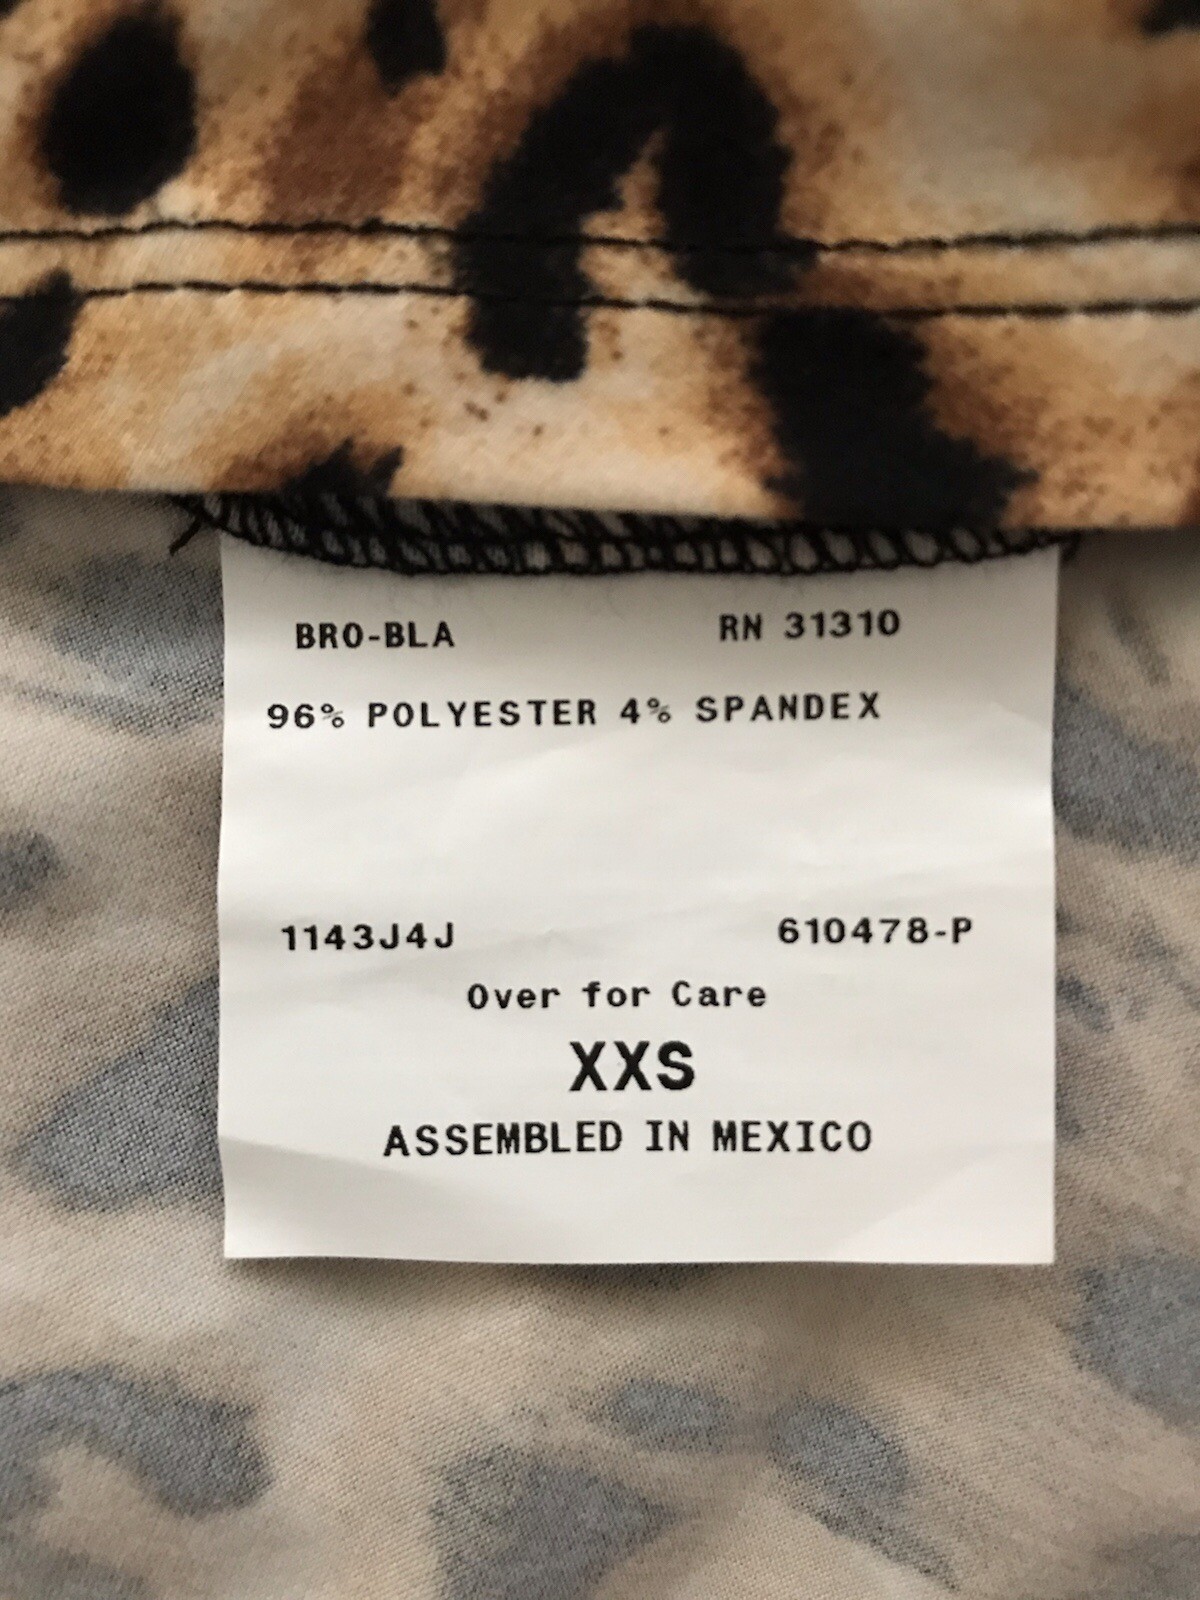 BRO-BLA RN 31310
96% POLYESTER 4% SPANDEX
1143J4J 610478-P
Over for Care
XXS
ASSEMBLED IN MEXICO